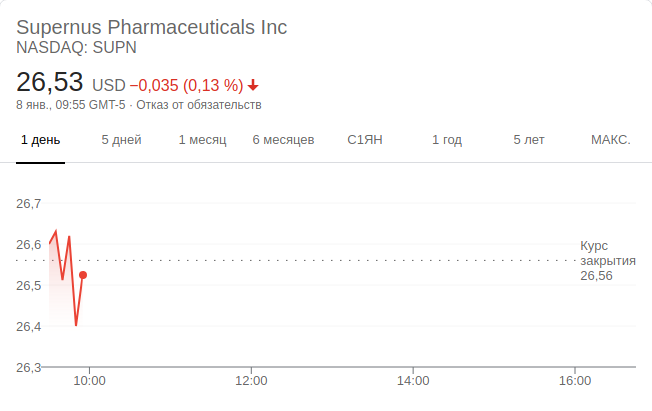 Supernus Pharmaceuticals Inc
NASDAQ: SUPN
26,53 USD −0,035 (0,13 %)
8 янв., 09:55 GMT-5 · Отказ от обязательств
1 день 5 дней 1 месяц 6 месяцев С1ЯН 1 год 5 лет МАКС.
26,7
26,6
26,5
26,4
26,3
Курс
закрытия
26,56
10:00 12:00 14:00 16:00